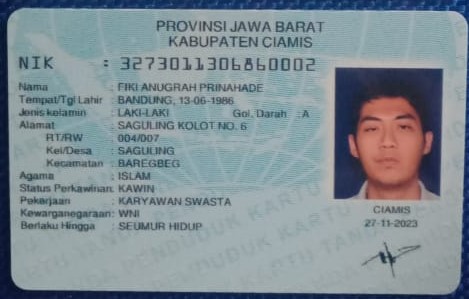 PROVINSI JAWA BARAT
KABUPATEN CIAMIS
NIK : 3273011306860002
Nama : FIKI ANUGRAH PRINAHADE
Tempat/Tgl Lahir : BANDUNG, 13-06-1986
Jenis kelamin : LAKI-LAKI Gol. Darah : A
Alamat : SAGULING KOLOT NO. 6
RT/RW : 004/007
Kel/Desa : SAGULING
Kecamatan : BAREGBEG
Agama : ISLAM
Status Perkawinan: KAWIN
Pekerjaan : KARYAWAN SWASTA
Kewarganegaraan: WNI
Berlaku Hingga : SEUMUR HIDUP
CIAMIS
27-11-2023